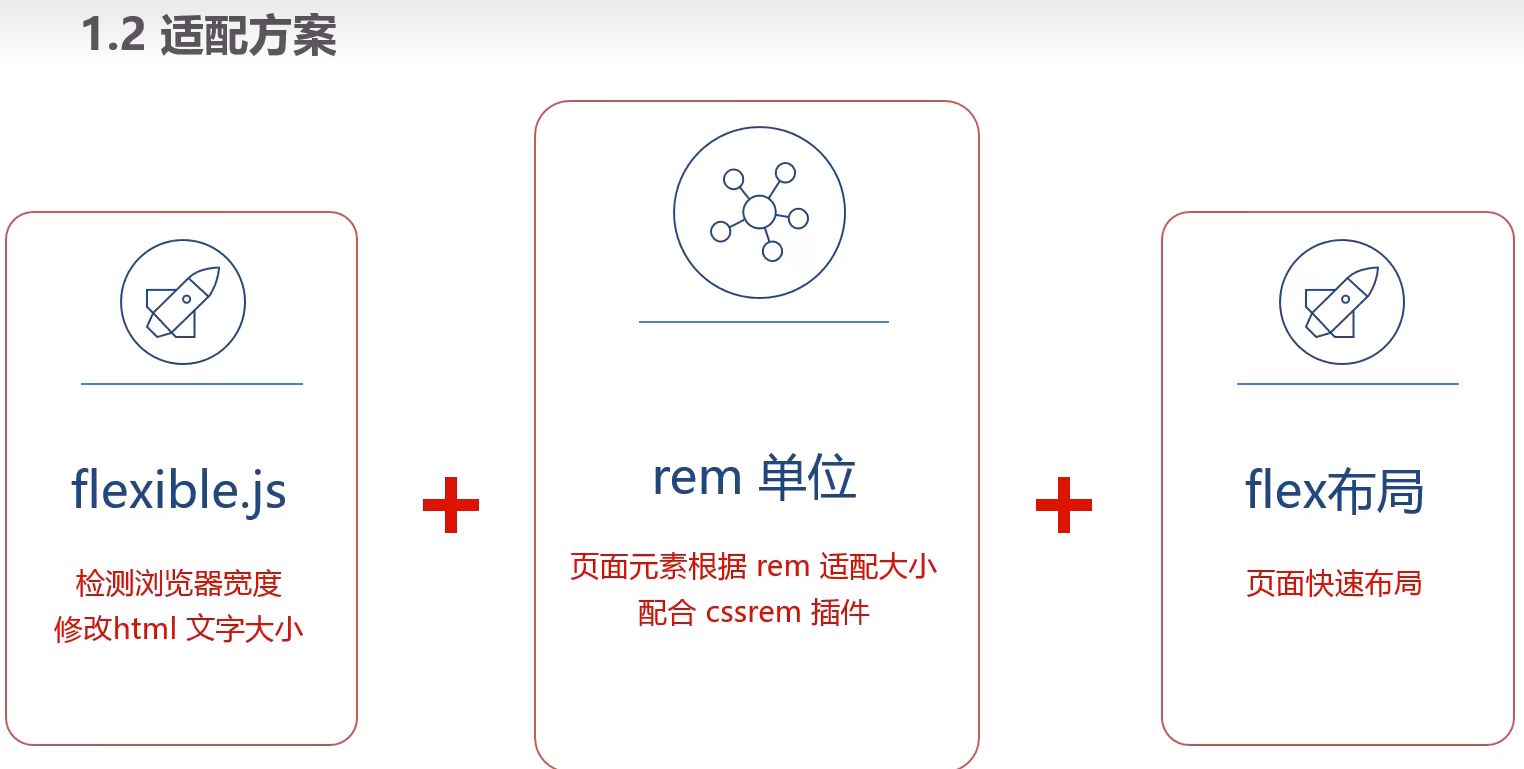 1.2 适配方案
flexible.js
检测浏览器宽度
修改html 文字大小
rem 单位
页面元素根据 rem 适配大小
配合 cssrem 插件
flex布局
页面快速布局